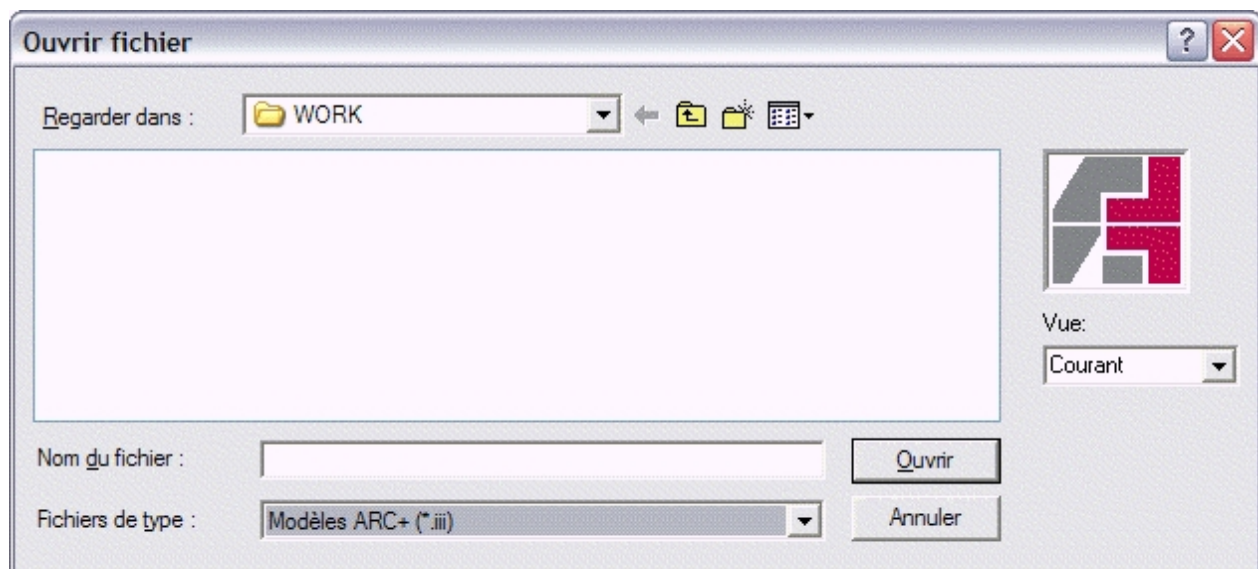 Ouvrir fichier
Regarder dans :
WORK
Vue:
Courant
Nom du fichier :
Ouvrir
Fichiers de type :
Modèles ARC+ (*.iii)
Annuler